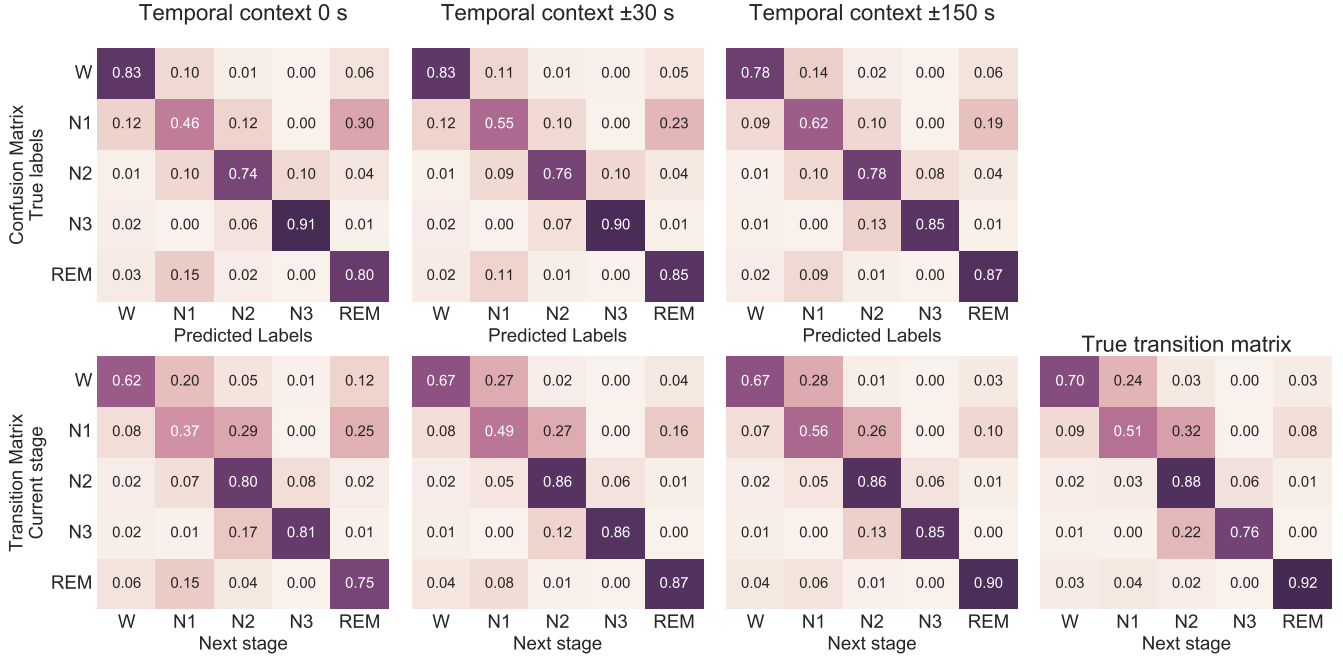 Temporal context 0 s Temporal context ±30 s Temporal context ±150 s
Confusion Matrix
True labels
W 0.83 0.10 0.01 0.00 0.06 0.83 0.11 0.01 0.00 0.05 0.78 0.14 0.02 0.00 0.06
N1 0.12 0.46 0.12 0.00 0.30 0.12 0.55 0.10 0.00 0.23 0.09 0.62 0.10 0.00 0.19
N2 0.01 0.10 0.74 0.10 0.04 0.01 0.09 0.76 0.10 0.04 0.01 0.10 0.78 0.08 0.04
N3 0.02 0.00 0.06 0.91 0.01 0.02 0.00 0.07 0.90 0.01 0.01 0.00 0.13 0.85 0.01
REM 0.03 0.15 0.02 0.00 0.80 0.02 0.11 0.01 0.00 0.85 0.02 0.09 0.01 0.00 0.87
W N1 N2 N3 REM W N1 N2 N3 REM W N1 N2 N3 REM
Predicted Labels Predicted Labels Predicted Labels
True transition matrix
Transition Matrix
Current stage
W 0.62 0.20 0.05 0.01 0.12 0.67 0.27 0.02 0.00 0.04 0.67 0.28 0.01 0.00 0.03 0.70 0.24 0.03 0.00 0.03
N1 0.08 0.37 0.29 0.00 0.25 0.08 0.49 0.27 0.00 0.16 0.07 0.56 0.26 0.00 0.10 0.09 0.51 0.32 0.00 0.08
N2 0.02 0.07 0.80 0.08 0.02 0.02 0.05 0.86 0.06 0.01 0.02 0.05 0.86 0.06 0.01 0.02 0.03 0.88 0.06 0.01
N3 0.02 0.01 0.17 0.81 0.01 0.01 0.00 0.12 0.86 0.00 0.01 0.00 0.13 0.85 0.00 0.01 0.00 0.22 0.76 0.00
REM 0.06 0.15 0.04 0.00 0.75 0.04 0.08 0.01 0.00 0.87 0.04 0.06 0.01 0.00 0.90 0.03 0.04 0.02 0.00 0.92
W N1 N2 N3 REM W N1 N2 N3 REM W N1 N2 N3 REM W N1 N2 N3 REM
Next stage Next stage Next stage Next stage